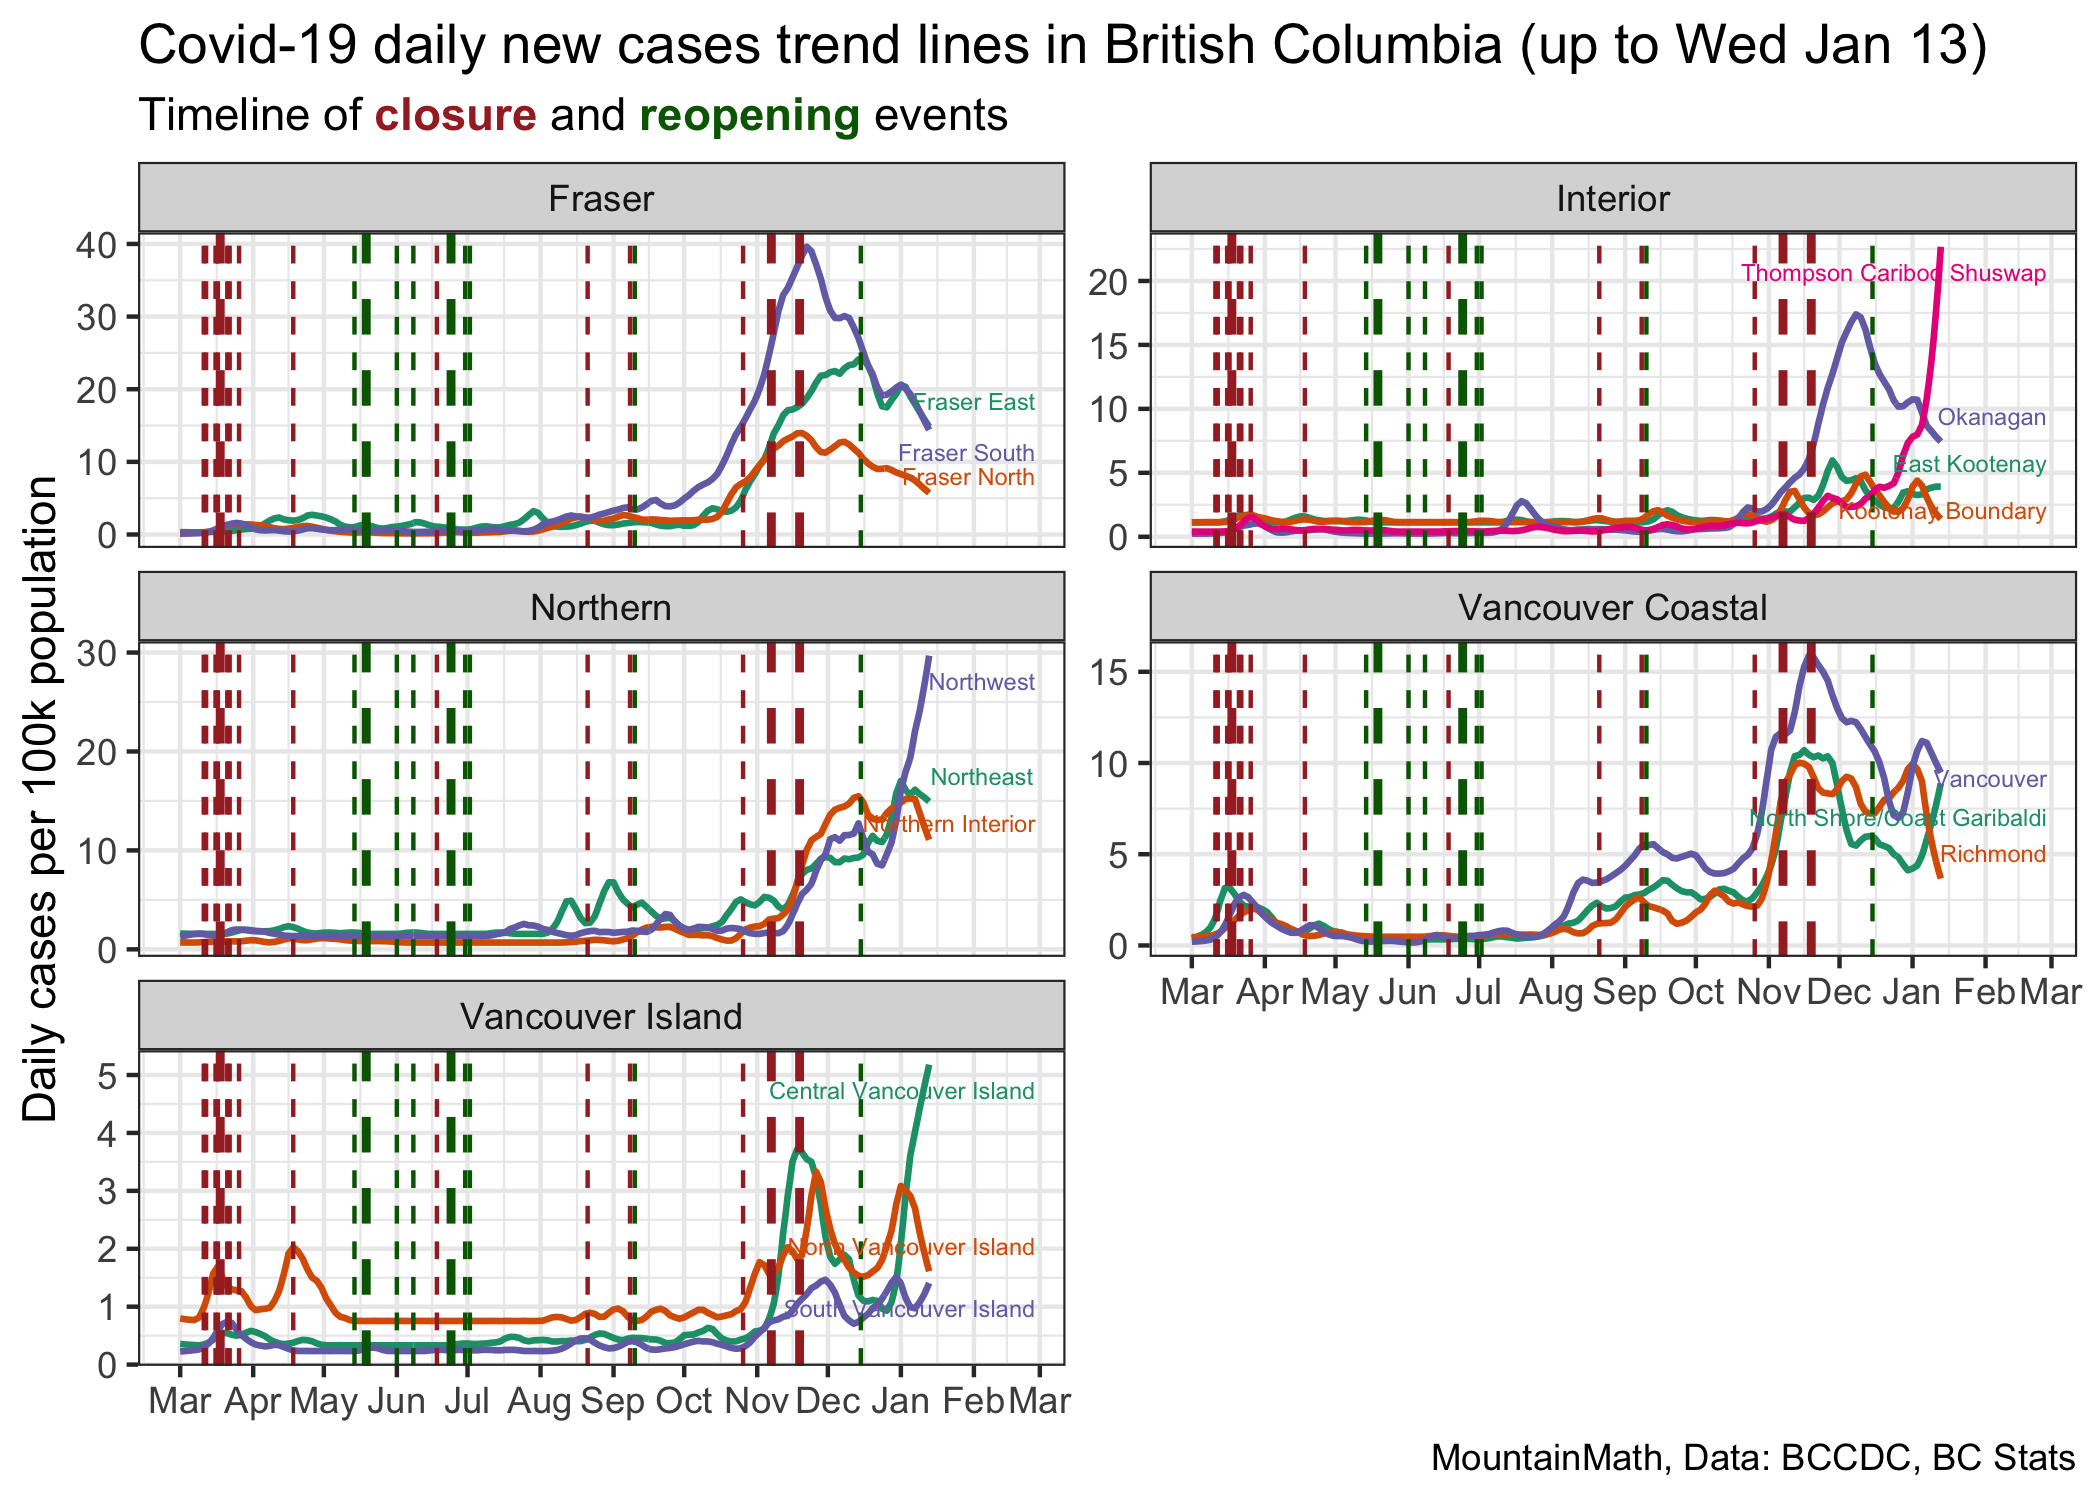 Covid-19 daily new cases trend lines in British Columbia (up to Wed Jan 13)
Timeline of closure and reopening events
Daily cases per 100k population
Fraser
40
30
20
10
0
Fraser East
Fraser South
Fraser North
Interior
20
15
10
5
0
Thompson Cariboo Shuswap
Okanagan
East Kootenay
Kootenay Boundary
Northern
30
20
10
0
Northwest
Northeast
Northern Interior
Vancouver Coastal
15
10
5
0
Vancouver
North Shore/Coast Garibaldi
Richmond
Mar Apr May Jun Jul Aug Sep Oct Nov Dec Jan Feb Mar
Vancouver Island
5
4
3
2
1
0
Central Vancouver Island
North Vancouver Island
South Vancouver Island
Mar Apr May Jun Jul Aug Sep Oct Nov Dec Jan Feb Mar
MountainMath, Data: BCCDC, BC Stats